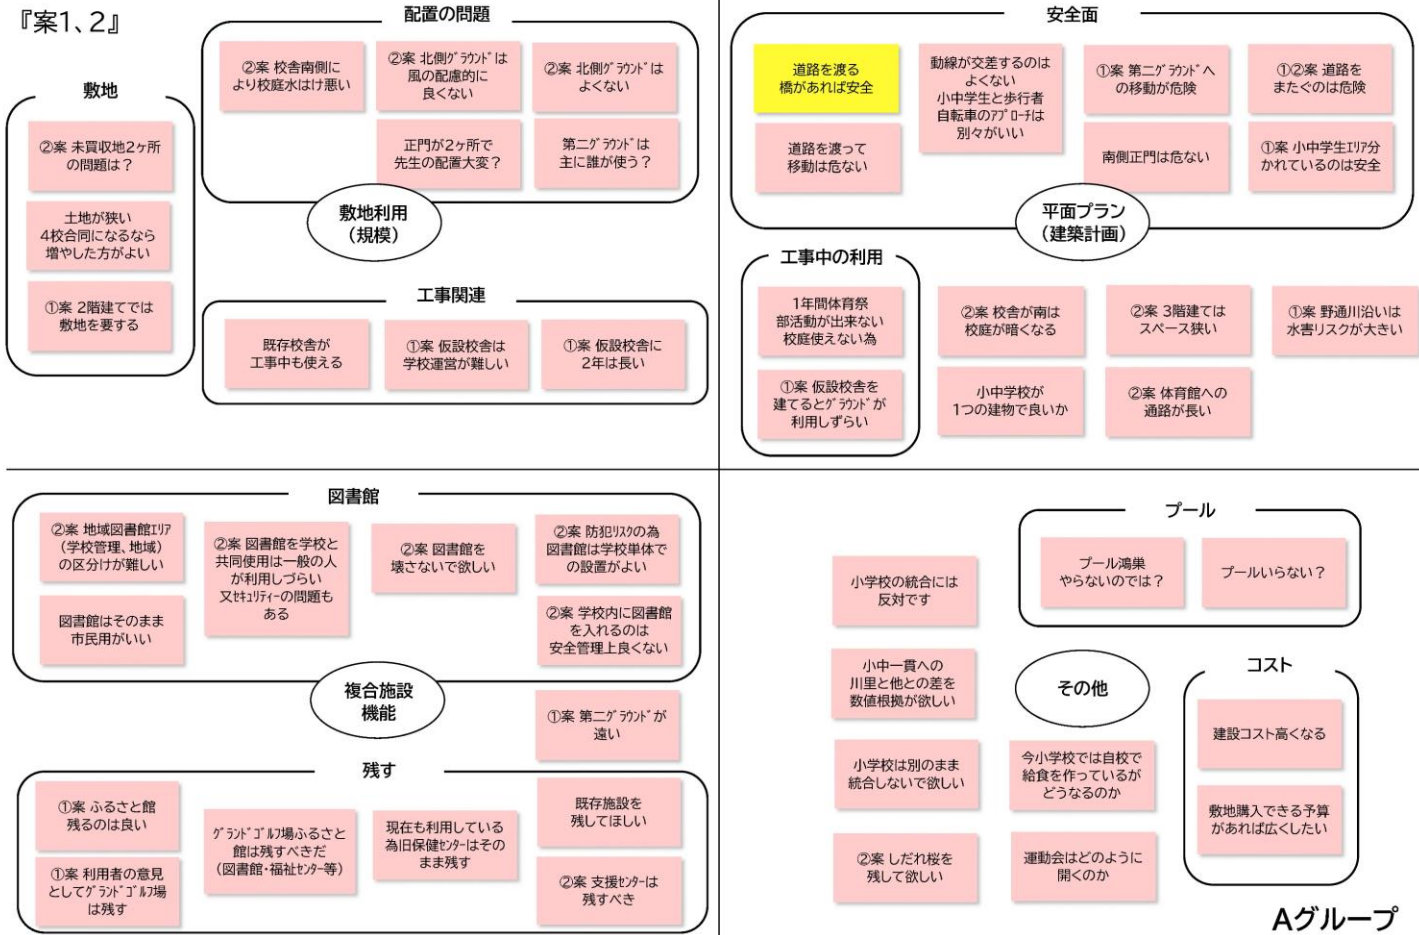 『案1、2』
配置の問題
②案 校舎南側に
より校庭水はけ悪い
②案 北側グラウンドは
風の配慮的に
良くない
②案 北側グラウンドは
よくない
正門が2ヶ所で
先生の配置大変？
第二グラウンドは
主に誰が使う？
敷地
②案 未買収地2ヶ所
の問題は？
土地が狭い
4校合同になるなら
増やした方がよい
①案 2階建てでは
敷地を要する
敷地利用
（規模）
工事関連
既存校舎が
工事中も使える
①案 仮設校舎は
学校運営が難しい
①案 仮設校舎に
2年は長い
安全面
道路を渡る
橋があれば安全
動線が交差するのは
よくない
小中学生と歩行者
自転車のアプローチは
別々がいい
①案 第二グラウンドへ
の移動が危険
①②案 道路を
またぐのは危険
道路を渡って
移動は危ない
南側正門は危ない
①案 小中学生エリア分
かれているのは安全
平面プラン
（建築計画）
工事中の利用
1年間体育祭
部活動が出来ない
校庭使えない為
①案 仮設校舎を
建てるとグラウンドが
利用しずらい
②案 校舎が南は
校庭が暗くなる
②案 3階建ては
スペース狭い
①案 野通川沿いは
水害リスクが大きい
小中学校が
1つの建物で良いか
②案 体育館への
通路が長い
図書館
②案 地域図書館エリア
（学校管理、地域）
の区分けが難しい
②案 図書館を学校と
共同使用は一般の人
が利用しづらい
又セキュリティーの問題も
ある
②案 図書館を
壊さないで欲しい
②案 防犯リスクの為
図書館は学校単体で
の設置がよい
図書館はそのまま
市民用がいい
②案 学校内に図書館
を入れるのは
安全管理上良くない
複合施設
機能
①案 第二グラウンドが
遠い
残す
①案 ふるさと館
残るのは良い
①案 利用者の意見
としてグランドゴルフ場
は残す
グランドゴルフ場ふるさと
館は残すべきだ
（図書館・福祉センター等）
現在も利用している
為旧保健センターはその
まま残す
既存施設を
残してほしい
②案 支援センターは
残すべき
プール
プール鴻巣
やらないのでは？
プールいらない？
小学校の統合には
反対です
小中一貫への
川里と他との差を
数値根拠が欲しい
その他
小学校は別のまま
統合しないで欲しい
今小学校では自校で
給食を作っているが
どうなるのか
②案 しだれ桜を
残して欲しい
運動会はどのように
開くのか
コスト
建設コスト高くなる
敷地購入できる予算
があれば広くしたい
Aグループ